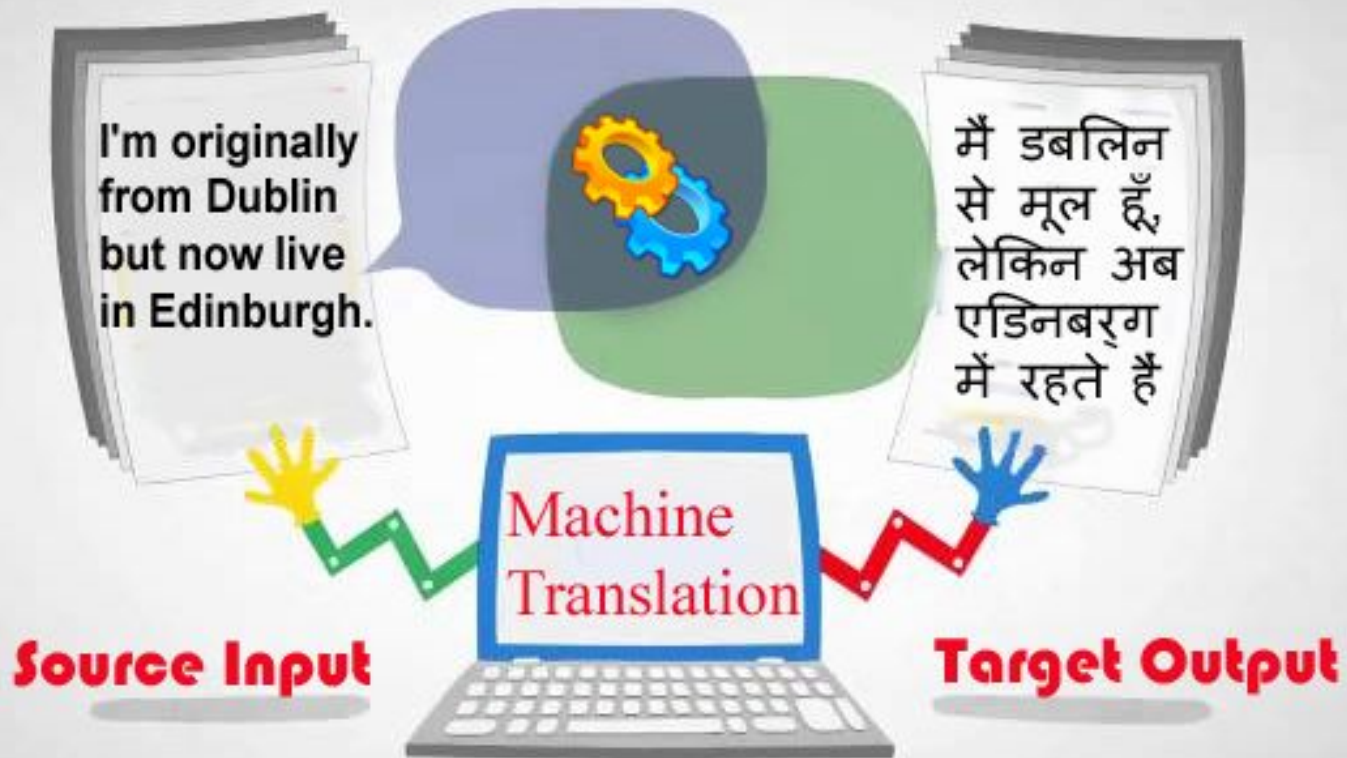 I'm originally
from Dublin
but now live
in Edinburgh.
मैं डबलिन
से मूल हूँ,
लेकिन अब
एडिनबर्ग
में रहते हैं
Machine
Translation
Source Input
Target Output